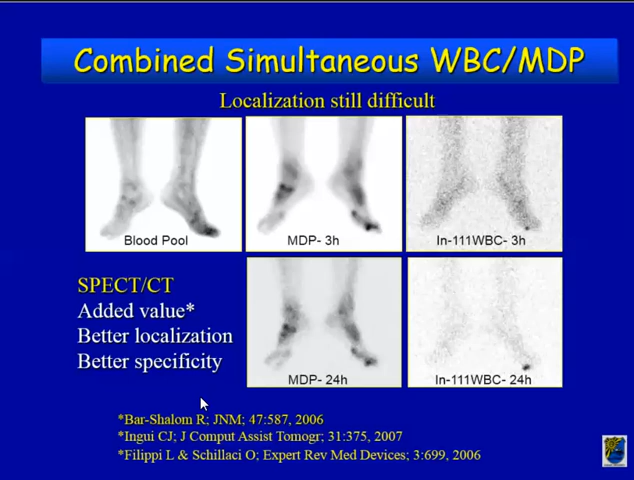 Combined Simultaneous WBC/MDP
Localization still difficult
Blood Pool
MDP- 3h
In-111WBC- 3h
SPECT/CT
Added value*
Better localization
Better specificity
MDP- 24h
In-111WBC- 24h
*Bar-Shalom R; JNM; 47:587, 2006
*Ingui CJ; J Comput Assist Tomogr; 31:375, 2007
*Filippi L & Schillaci O; Expert Rev Med Devices; 3:699, 2006